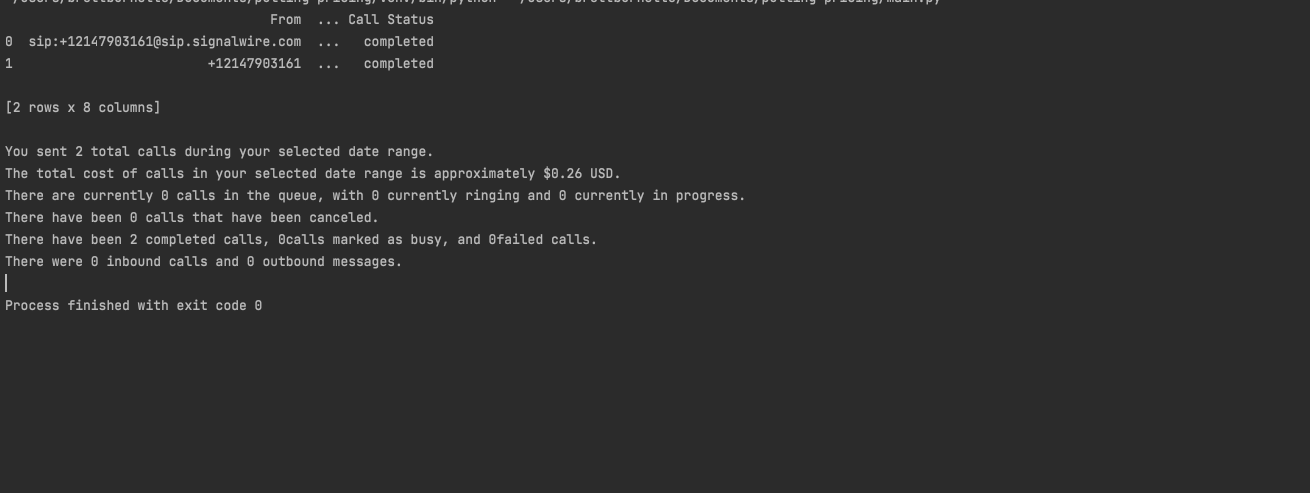 From  ... Call Status
0  sip:+12147903161@sip.signalwire.com  ...   completed
1                         +12147903161  ...   completed
[2 rows x 8 columns]
You sent 2 total calls during your selected date range.
The total cost of calls in your selected date range is approximately $0.26 USD.
There are currently 0 calls in the queue, with 0 currently ringing and 0 currently in progress.
There have been 0 calls that have been canceled.
There have been 2 completed calls, 0calls marked as busy, and 0failed calls.
There were 0 inbound calls and 0 outbound messages.
Process finished with exit code 0